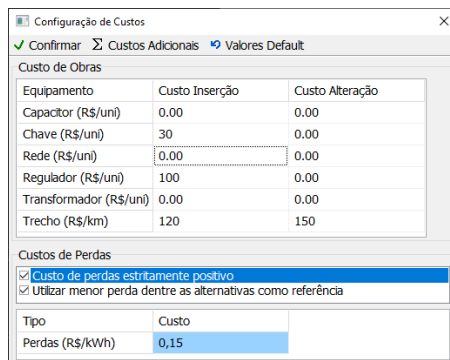 Configuração de Custos
Confirmar Σ Custos Adicionais Valores Default
Custo de Obras
Equipamento Custo Inserção Custo Alteração
Capacitor (R$/uni) 0.00 0.00
Chave (R$/uni) 30 0.00
Rede (R$/uni) 0.00 0.00
Regulador (R$/uni) 100 0.00
Transformador (R$/uni) 0.00 0.00
Trecho (R$/km) 120 150
Custos de Perdas
Custo de perdas estritamente positivo
Utilizar menor perda dentre as alternativas como referência
Tipo Custo
Perdas (R$/kWh) 0,15